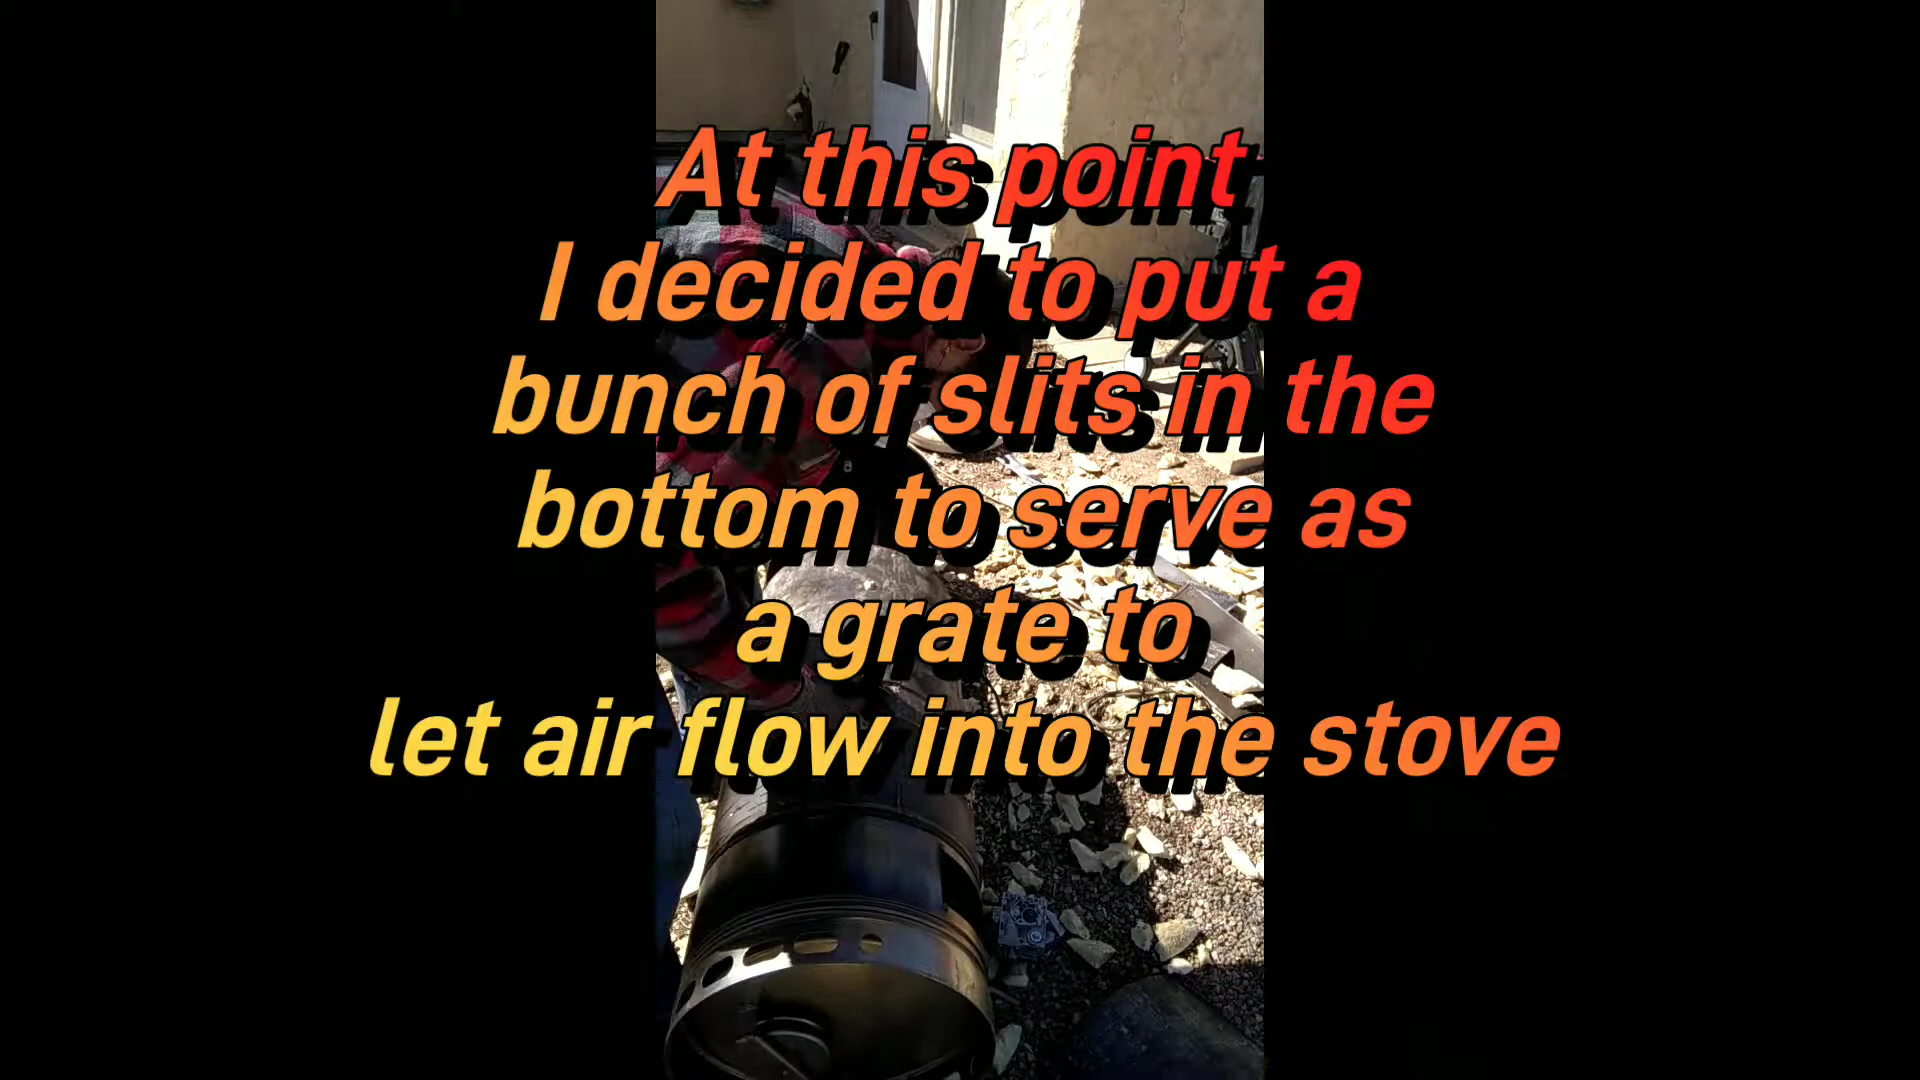 At this point
I decided to put a
bunch of slits in the
bottom to serve as
a grate to
let air flow into the stove